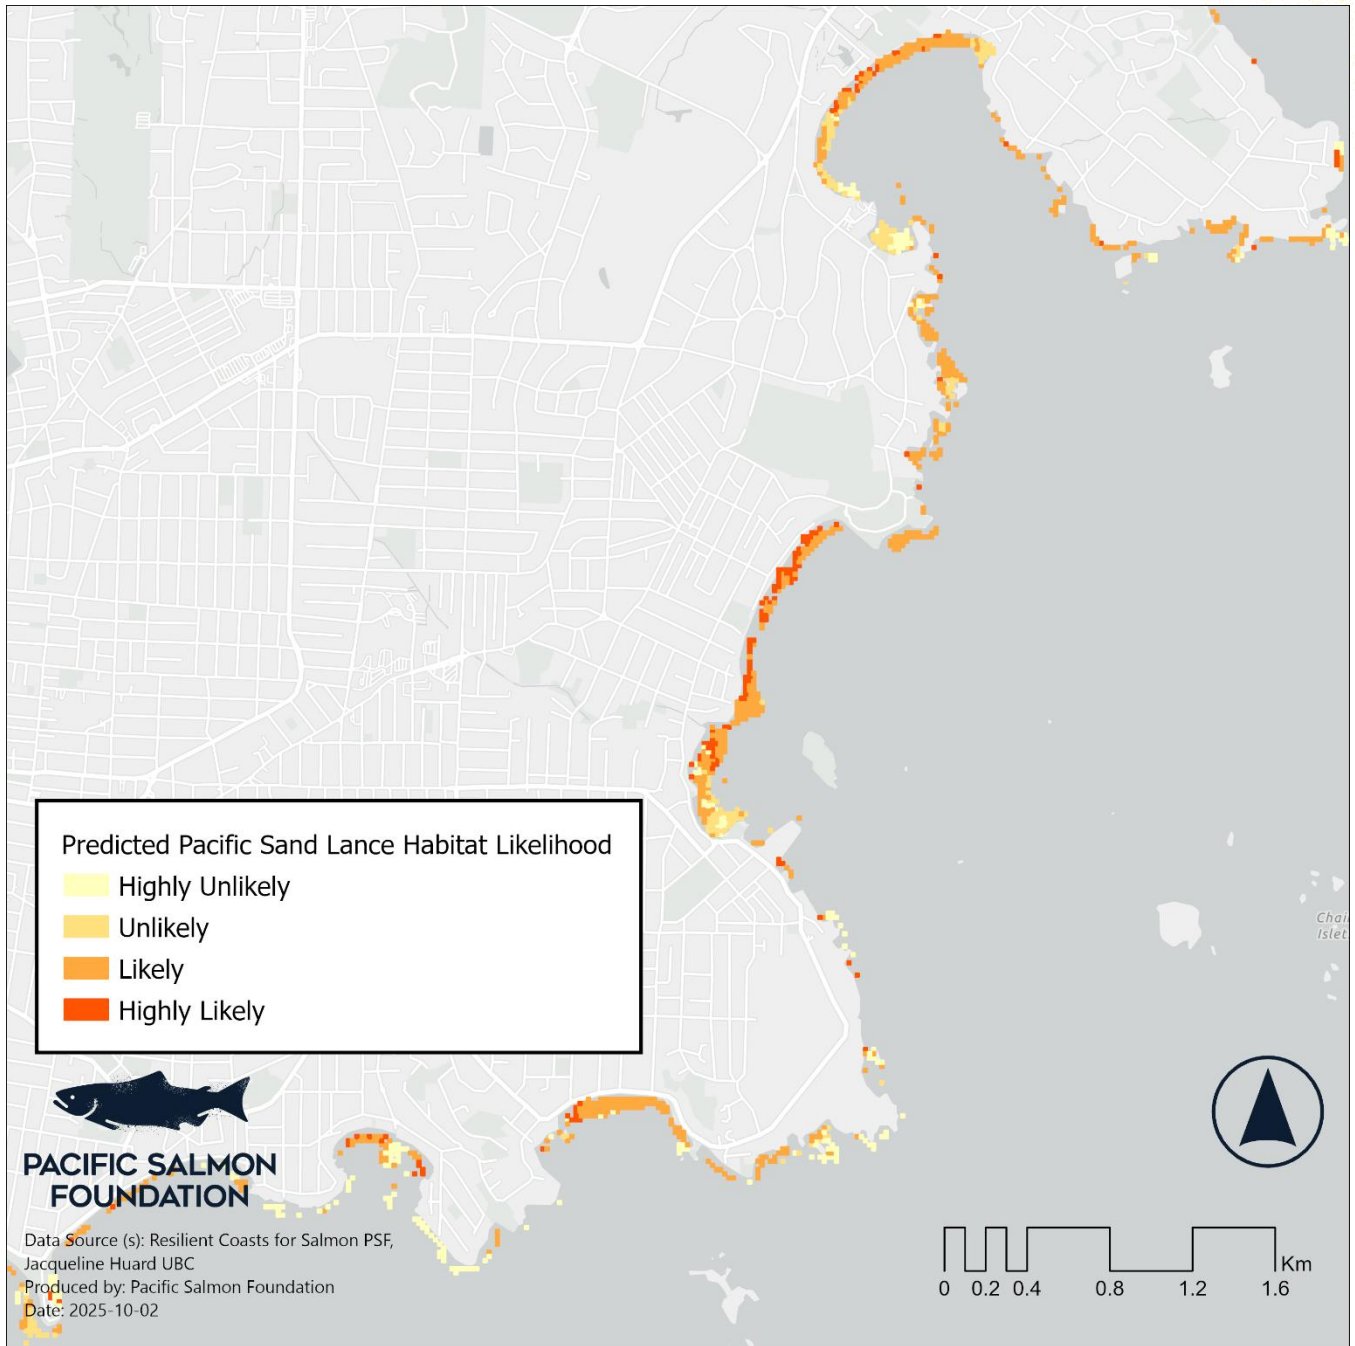 Predicted Pacific Sand Lance Habitat Likelihood
Highly Unlikely
Unlikely
Likely
Highly Likely
Chai
Islet.
PACIFIC SALMON
FOUNDATION
Data Source (s): Resilient Coasts for Salmon PSF,
Jacqueline Huard UBC
Produced by: Pacific Salmon Foundation
Date: 2025-10-02
Km
0 0.2 0.4 0.8 1.2 1.6